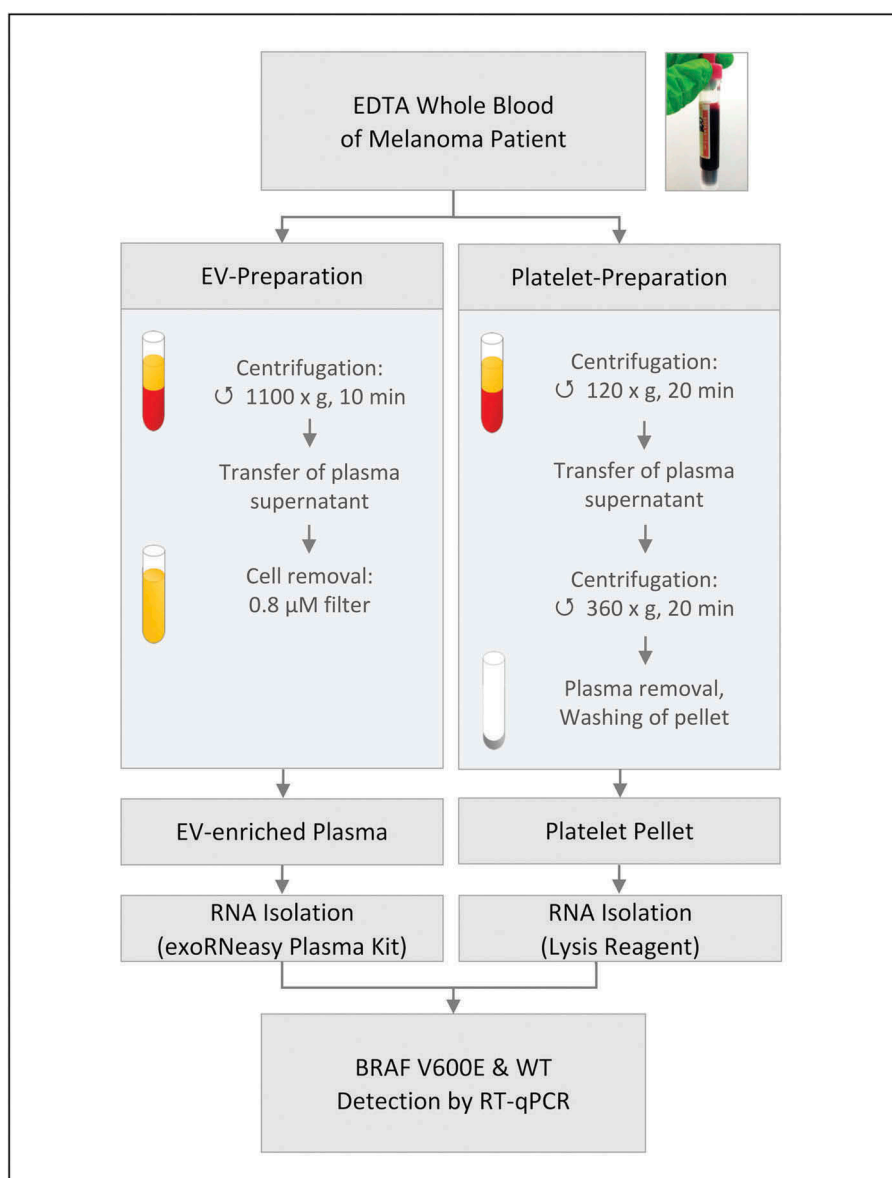 EDTA Whole Blood
of Melanoma Patient
EV-Preparation
Centrifugation:
↺ 1100 x g, 10 min
Transfer of plasma
supernatant
Cell removal:
0.8 µM filter
Platelet-Preparation
Centrifugation:
↺ 120 x g, 20 min
Transfer of plasma
supernatant
Centrifugation:
↺ 360 x g, 20 min
Plasma removal,
Washing of pellet
EV-enriched Plasma
Platelet Pellet
RNA Isolation
(exoRNeasy Plasma Kit)
RNA Isolation
(Lysis Reagent)
BRAF V600E & WT
Detection by RT-qPCR